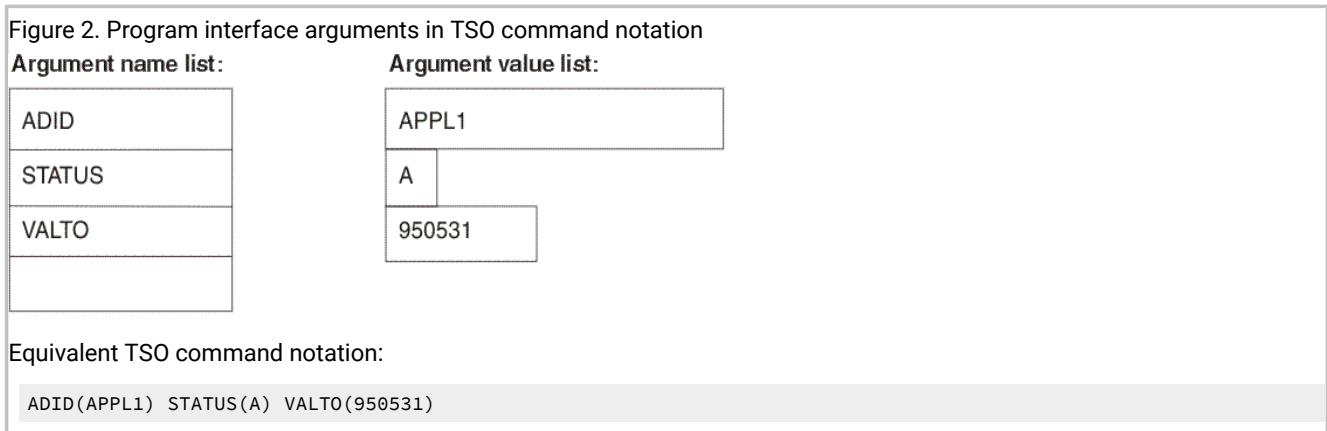 Figure 2. Program interface arguments in TSO command notation
Argument name list: Argument value list:
ADID APPL1
STATUS A
VALTO 950531
Equivalent TSO command notation:
ADID(APPL1) STATUS(A) VALTO(950531)